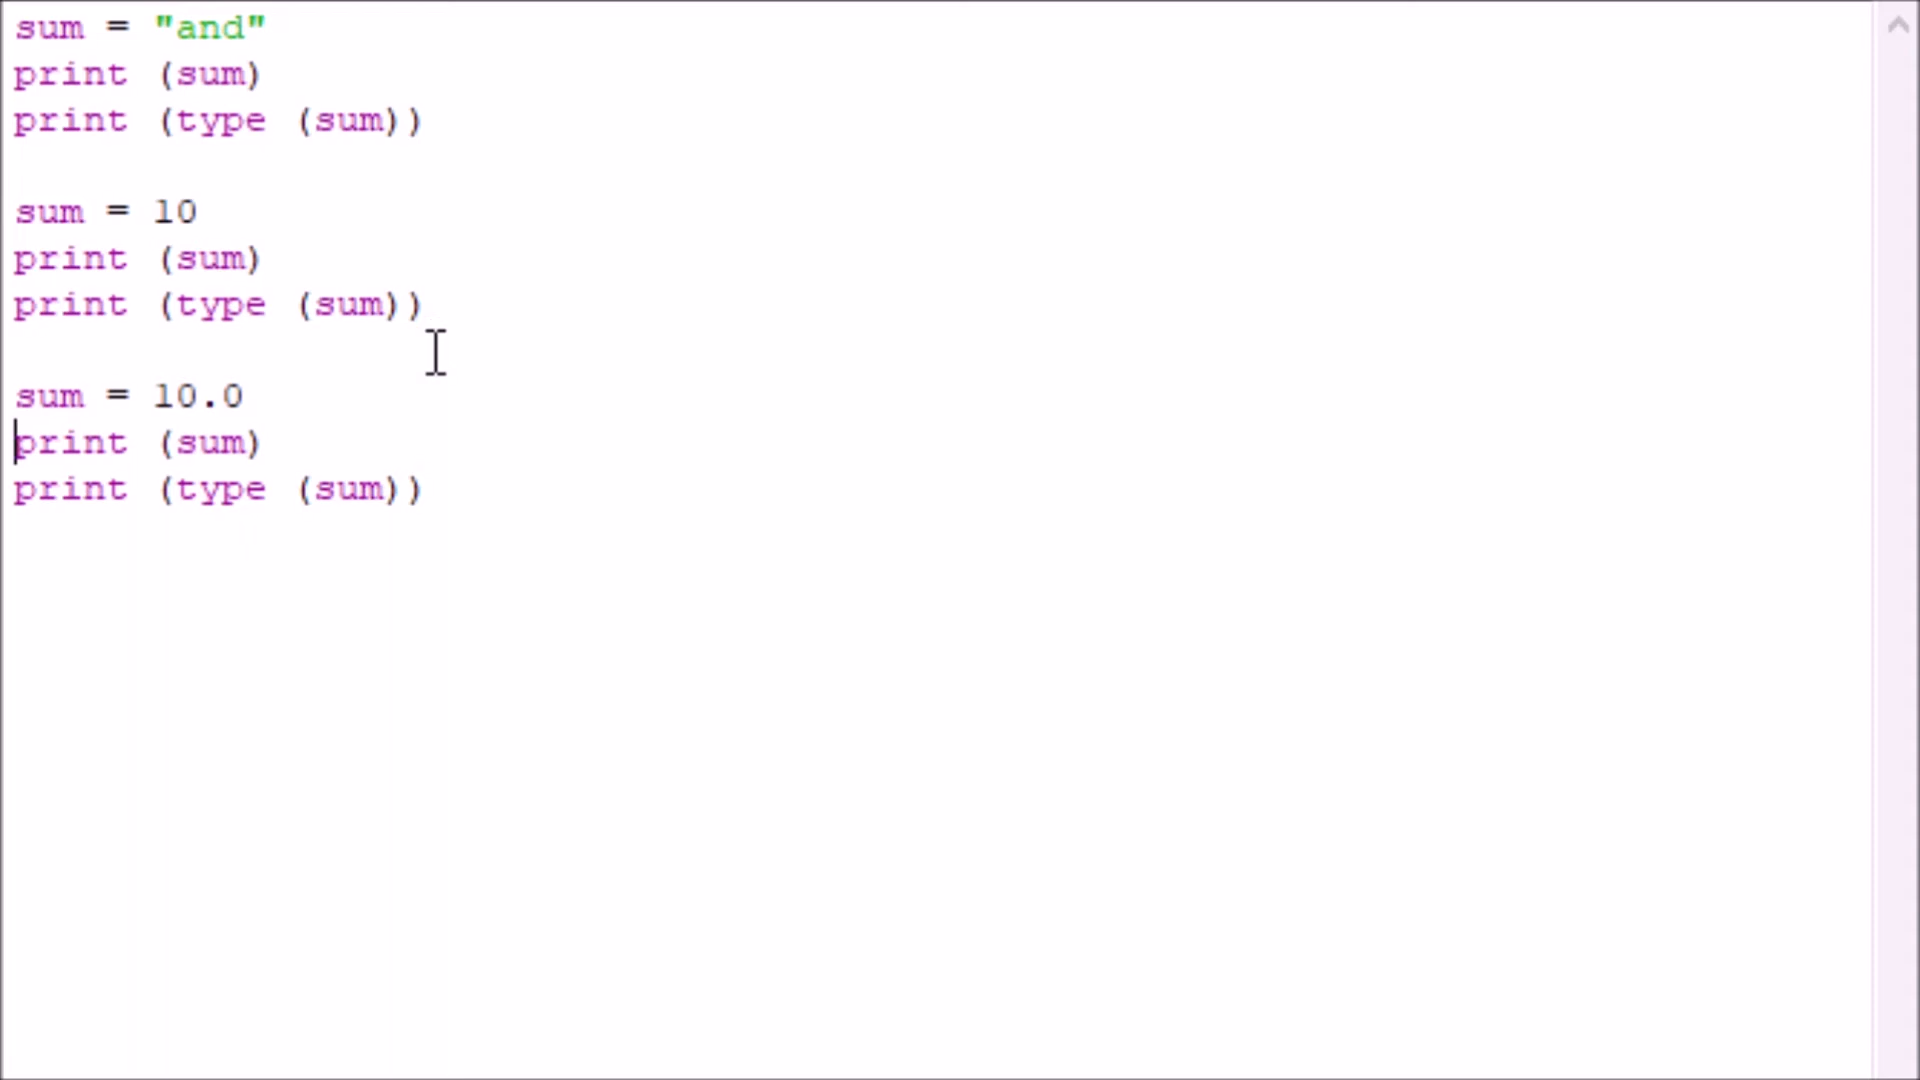 sum = "and"
print (sum)
print (type (sum))
sum = 10
print (sum)
print (type (sum))
sum = 10.0
print (sum)
print (type (sum))